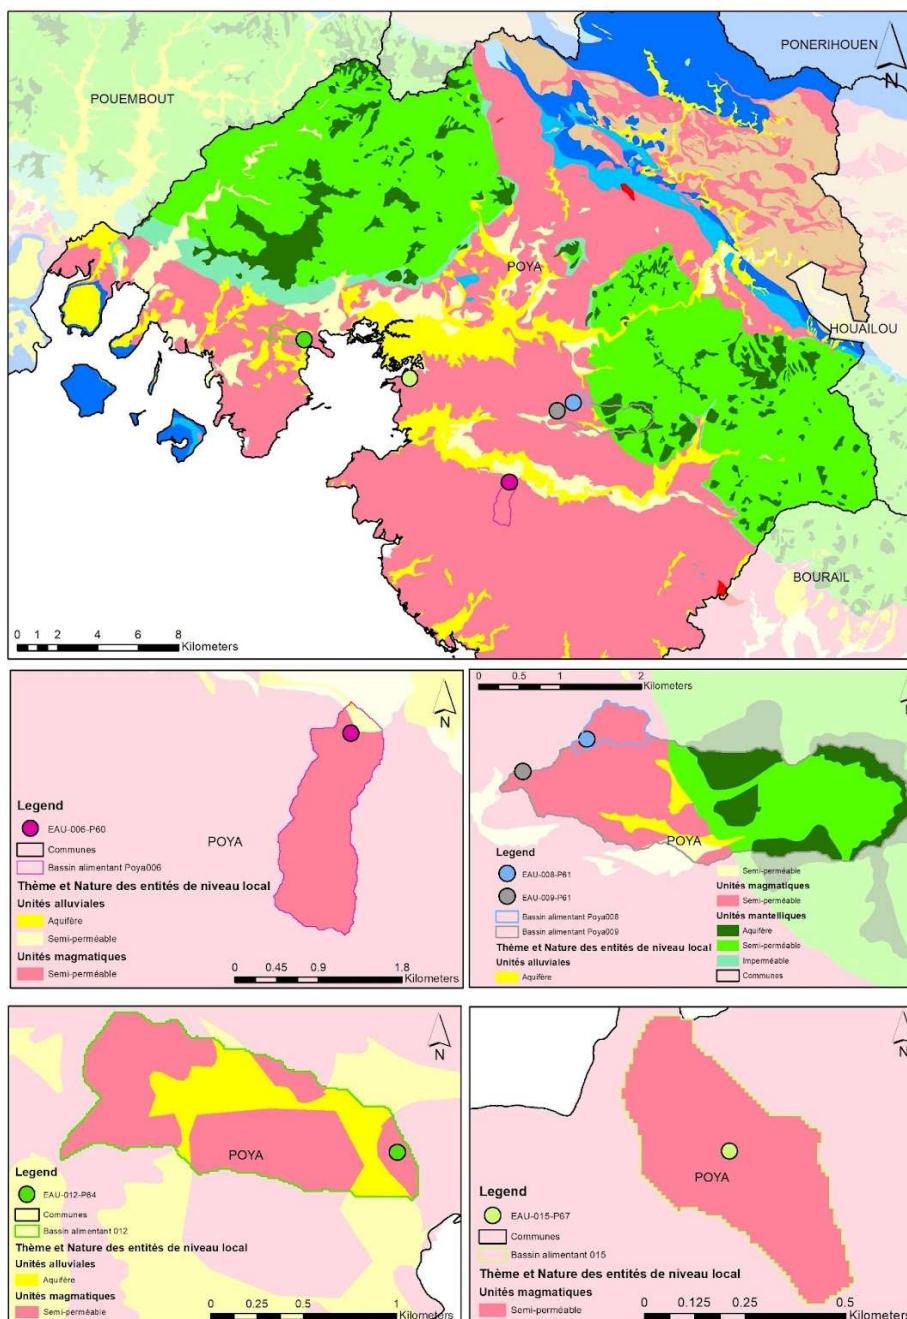 PONERIHOUEN
N
POUEMBOUT
POYA
HOUAILOU
BOURAIL
0 1 2 4 6 8
Kilometers
N
Legend
EAU-006-P60
Communes
Bassin alimentant Poya006
Thème et Nature des entités de niveau local
Unités alluviales
Aquifère
Semi-perméable
Unités magmatiques
Semi-perméable
POYA
0 0.45 0.9 1.8
Kilometers
0 0.5 1 2
Kilometers
N
POYA
Legend
EAU-008-P61
EAU-009-P61
Bassin alimentant Poya008
Bassin alimentant Poya009
Thème et Nature des entités de niveau local
Unités alluviales
Aquifère
Semi-perméable
Unités magmatiques
Semi-perméable
Unités mantelliques
Aquifère
Semi-perméable
Imperméable
Communes
N
POYA
Legend
EAU-012-P64
Communes
Bassin alimentant 012
Thème et Nature des entités de niveau local
Unités alluviales
Aquifère
Unités magmatiques
Semi-perméable
0 0.25 0.5 1
Kilometers
N
POYA
Legend
EAU-015-P67
Communes
Bassin alimentant 015
Thème et Nature des entités de niveau local
Unités magmatiques
Semi-perméable
0 0.125 0.25 0.5
Kilometers